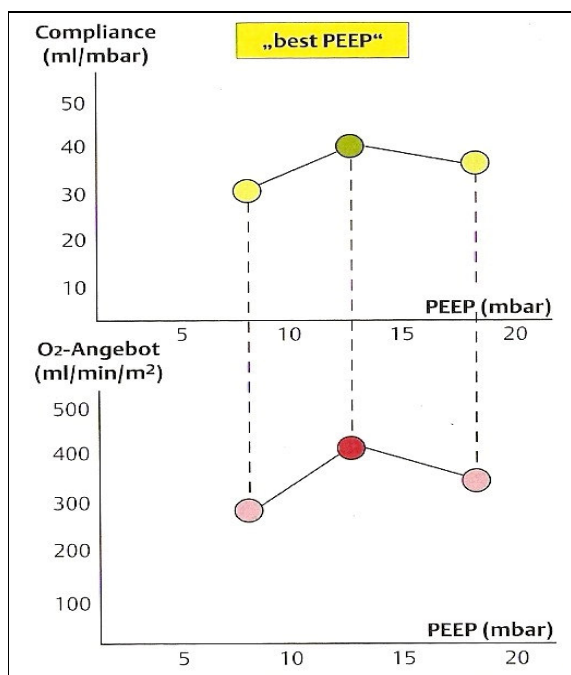 Compliance
(ml/mbar)
„best PEEP“
50
40
30
20
10
PEEP (mbar)
5 10 15 20
O2-Angebot
(ml/min/m²)
500
400
300
200
100
PEEP (mbar)
5 10 15 20